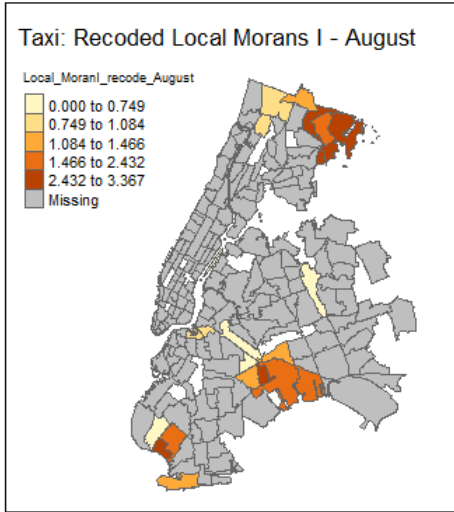 Taxi: Recoded Local Morans I - August
Local_MoranI_recode_August
0.000 to 0.749
0.749 to 1.084
1.084 to 1.466
1.466 to 2.432
2.432 to 3.367
Missing